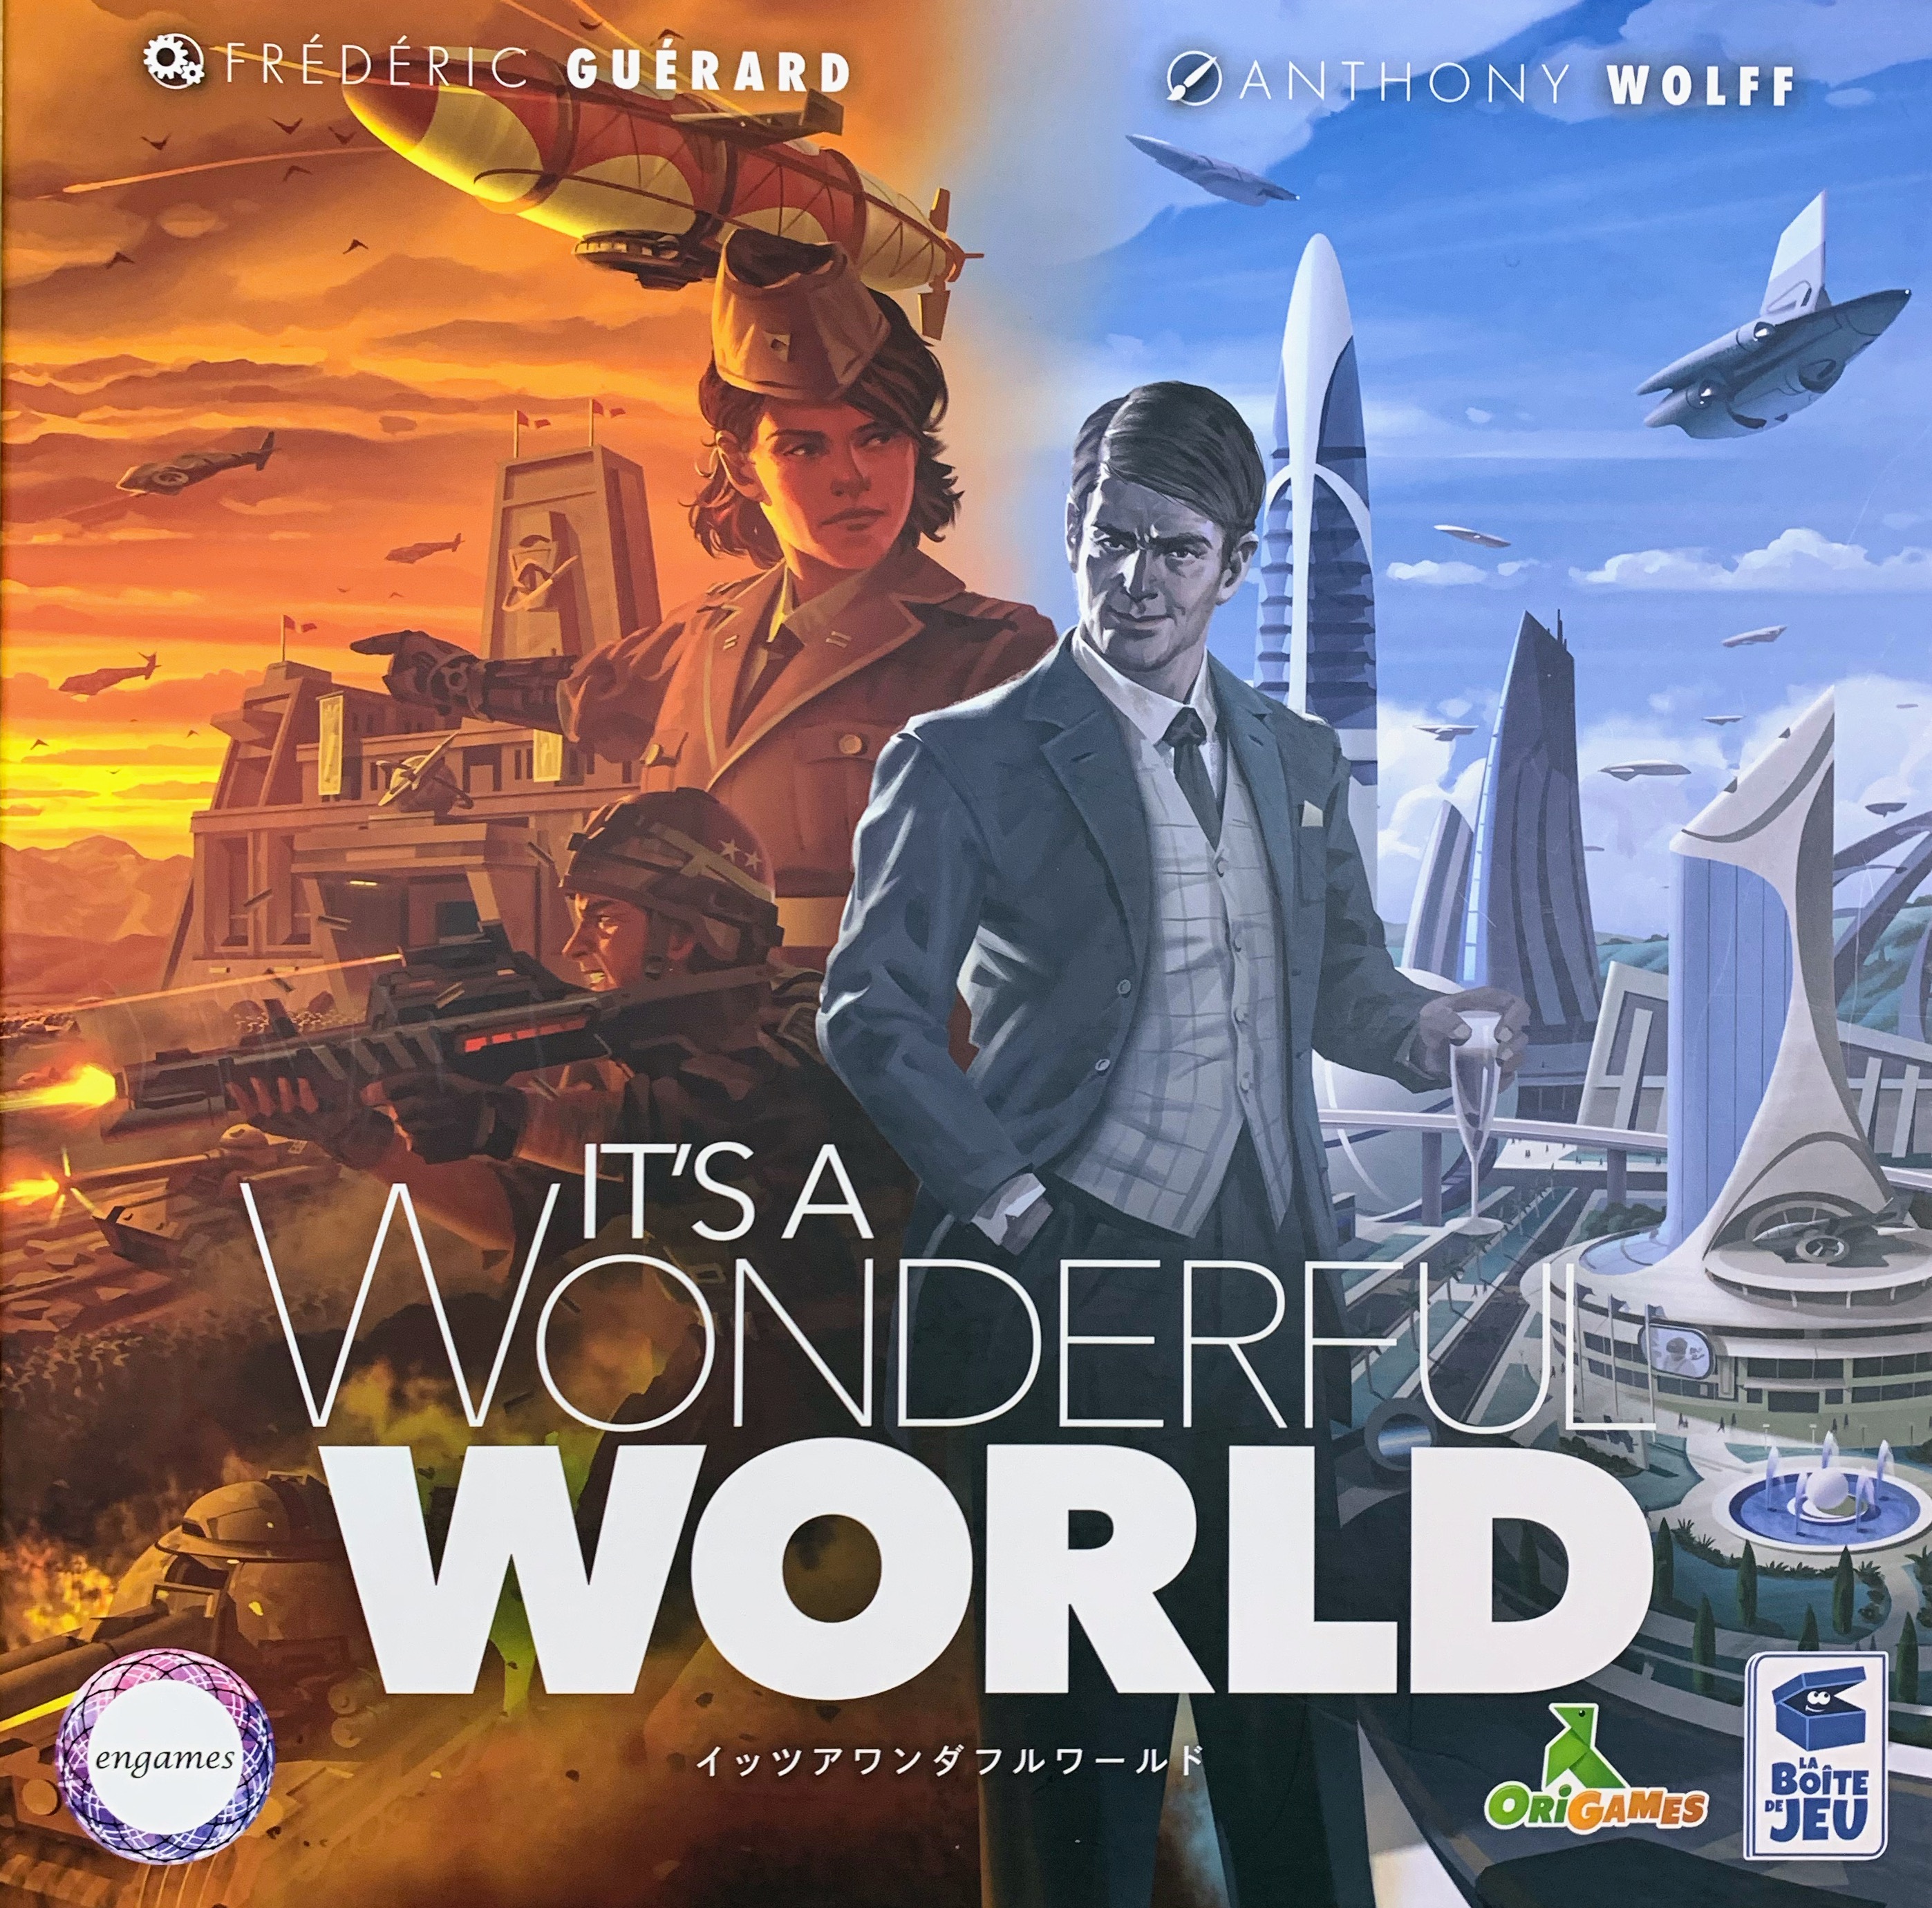 FRÉDÉRIC GUÉRARD
ANTHONY WOLFF
IT'S A
WONDERFUL
WORLD
イッツアワンダフルワールド
engames
ORIGAMES
LA
BOÎTE
DE JEU